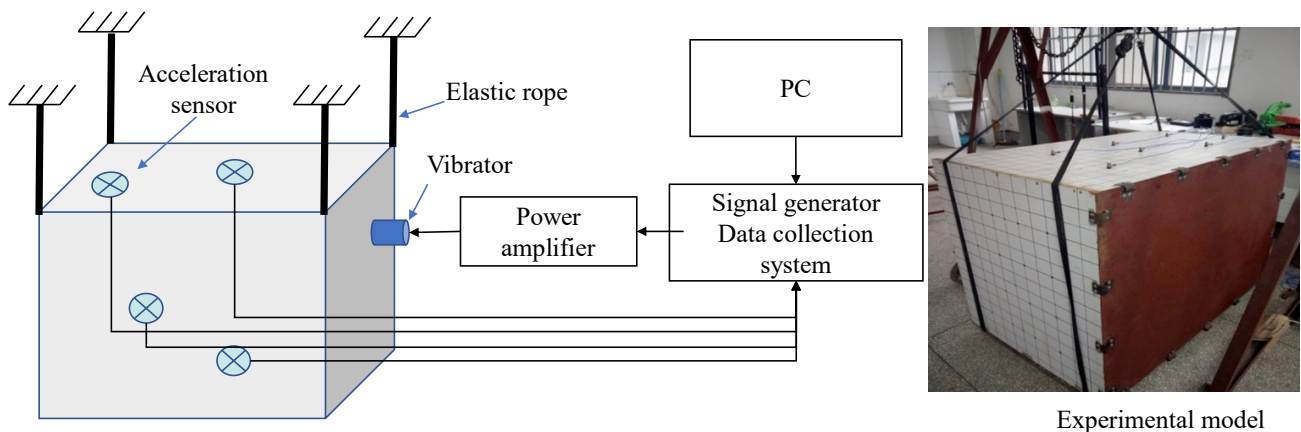 Acceleration
sensor
Elastic rope
Vibrator
Power
amplifier
PC
Signal generator
Data collection
system
Experimental model